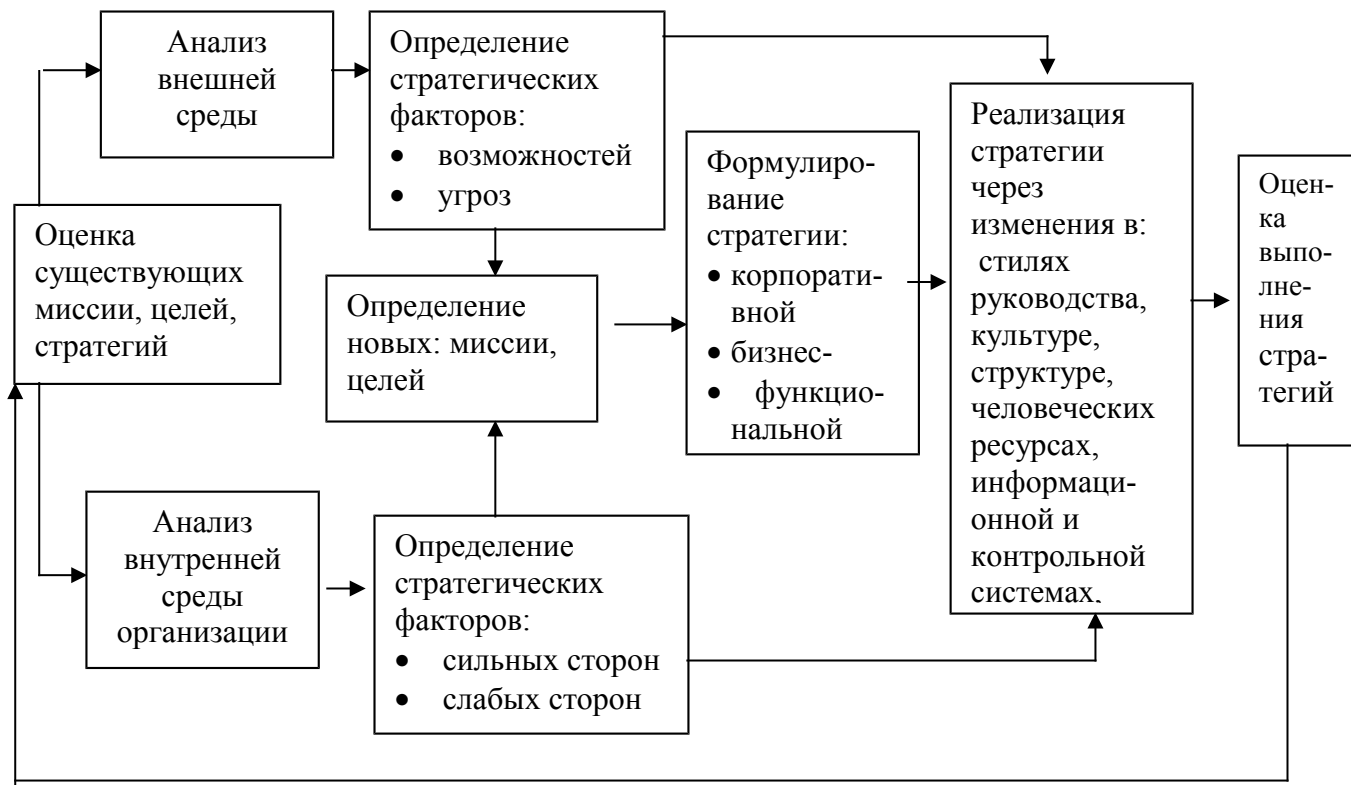 Анализ
внешней
среды
Определение
стратегических
факторов:
• возможностей
• угроз
Оценка
существующих
миссии, целей,
стратегий
Определение
новых: миссии,
целей
Формулиро-
вание
стратегии:
• корпорати-
вной
• бизнес-
• функцио-
нальной
Реализация
стратегии
через
изменения в:
стилях
руководства,
культуре,
структуре,
человеческих
ресурсах,
информаци-
онной и
контрольной
системах,
Оцен-
ка
выпо-
лне-
ния
стра-
тегий
Анализ
внутренней
среды
организации
Определение
стратегических
факторов:
• сильных сторон
• слабых сторон